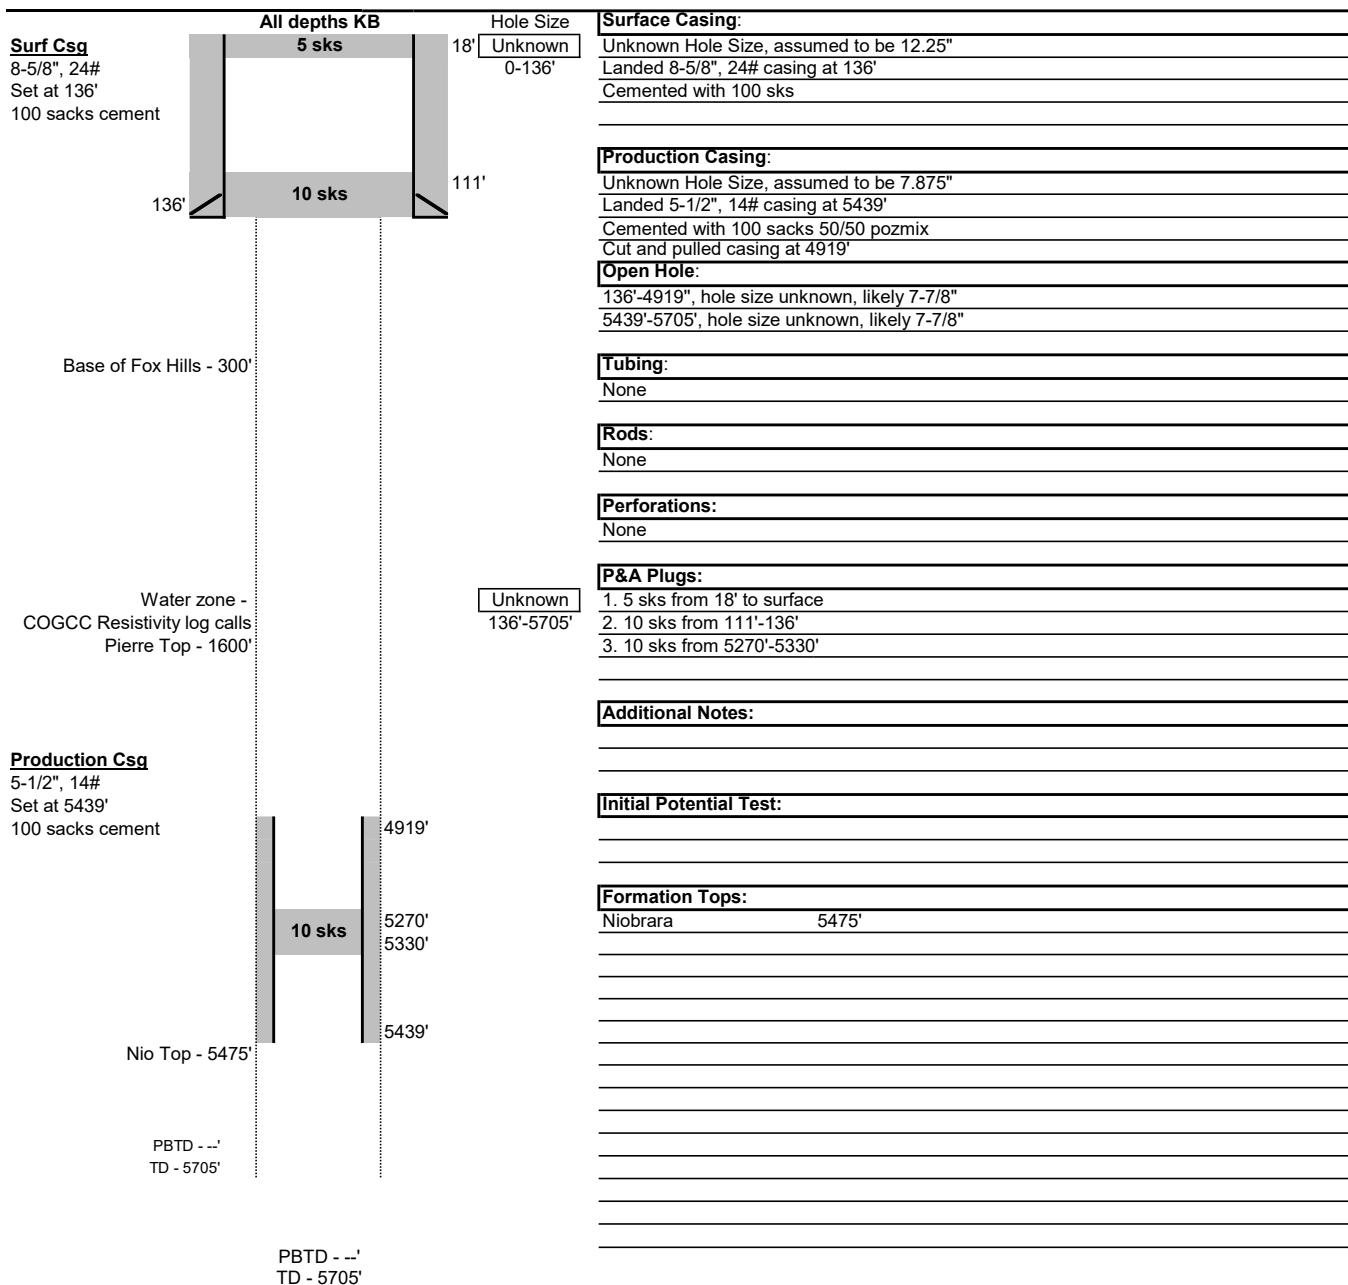 All depths KB
Hole Size
Surf Csg
8-5/8", 24#
Set at 136'
100 sacks cement
5 sks
18'
Unknown
0-136'
10 sks
111'
136'
Base of Fox Hills - 300'
Water zone -
COGCC Resistivity log calls
Pierre Top - 1600'
Unknown
136'-5705'
Production Csg
5-1/2", 14#
Set at 5439'
100 sacks cement
4919'
10 sks
5270'
5330'
5439'
Nio Top - 5475'
PBTD - --'
TD - 5705'
PBTD - --'
TD - 5705'
Surface Casing:
Unknown Hole Size, assumed to be 12.25"
Landed 8-5/8", 24# casing at 136'
Cemented with 100 sks
Production Casing:
Unknown Hole Size, assumed to be 7.875"
Landed 5-1/2", 14# casing at 5439'
Cemented with 100 sacks 50/50 pozmix
Cut and pulled casing at 4919'
Open Hole:
136'-4919", hole size unknown, likely 7-7/8"
5439'-5705', hole size unknown, likely 7-7/8"
Tubing:
None
Rods:
None
Perforations:
None
P&A Plugs:
1. 5 sks from 18' to surface
2. 10 sks from 111'-136'
3. 10 sks from 5270'-5330'
Additional Notes:
Initial Potential Test:
Formation Tops:
Niobrara 5475'